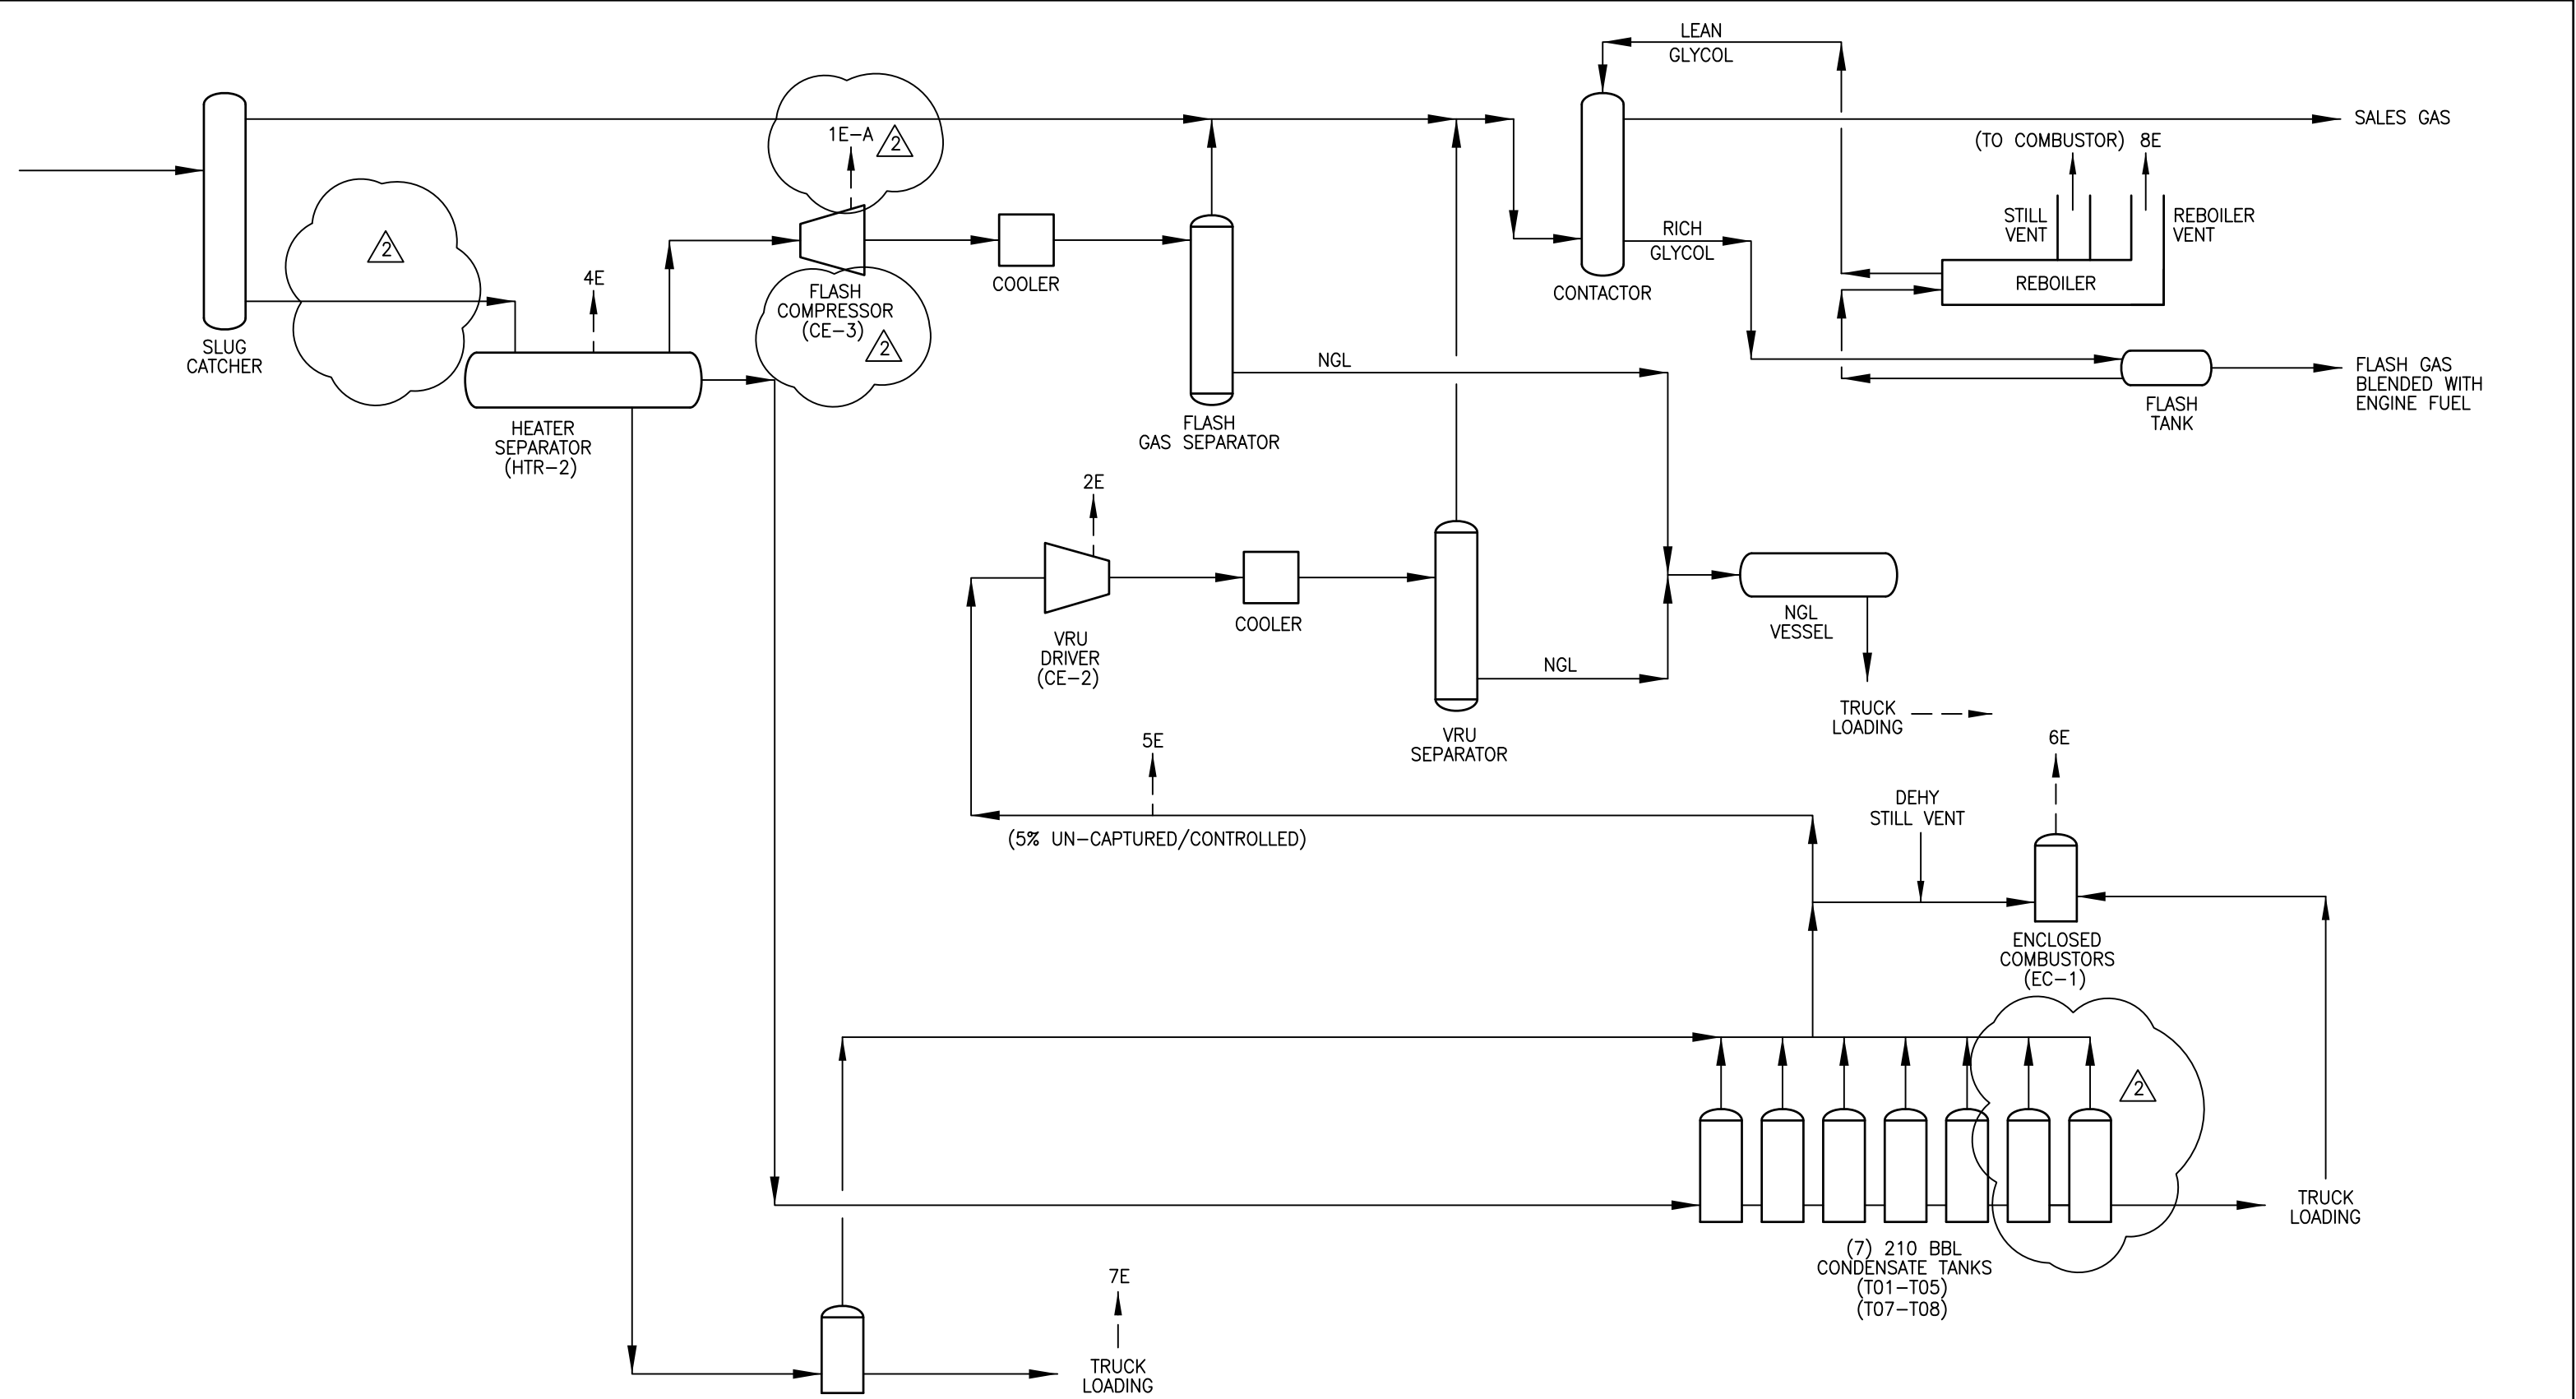 LEAN
GLYCOL
1E-A
2
SALES GAS
(TO COMBUSTOR)
8E
STILL
VENT
REBOILER
VENT
REBOILER
RICH
GLYCOL
CONTACTOR
2
4E
FLASH
COMPRESSOR
(CE-3)
2
COOLER
SLUG
CATCHER
NGL
FLASH GAS
BLENDED WITH
ENGINE FUEL
FLASH
TANK
HEATER
SEPARATOR
(HTR-2)
FLASH
GAS SEPARATOR
2E
COOLER
VRU
DRIVER
(CE-2)
NGL
NGL
VESSEL
TRUCK
LOADING
VRU
SEPARATOR
5E
6E
(5% UN-CAPTURED/CONTROLLED)
DEHY
STILL VENT
ENCLOSED
COMBUSTORS
(EC-1)
2
TRUCK
LOADING
(7) 210 BBL
CONDENSATE TANKS
(T01-T05)
(T07-T08)
7E
TRUCK
LOADING